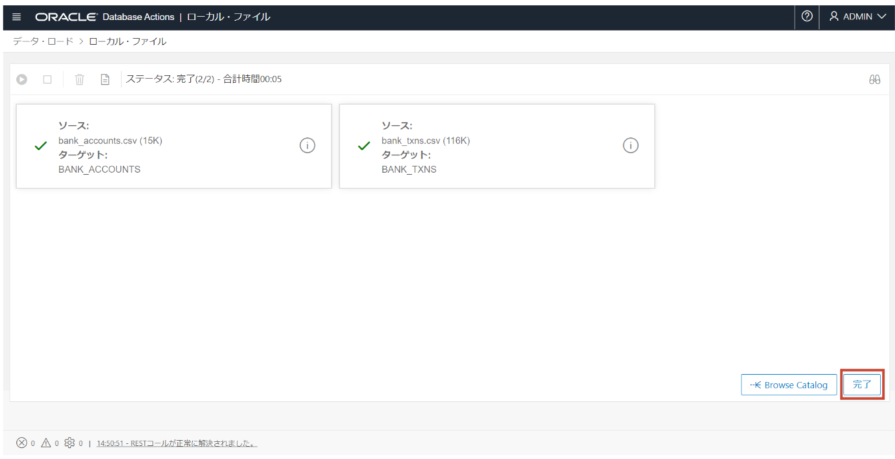 ORACLE Database Actions | ローカル・ファイル
ADMIN
データ・ロード > ローカル・ファイル
ステータス: 完了(2/2) - 合計時間00:05
ソース:
bank_accounts.csv (15K)
ターゲット:
BANK_ACCOUNTS
ソース:
bank_txns.csv (116K)
ターゲット:
BANK_TXNS
Browse Catalog
完了
0 0 0 | 14:50:51 - RESTコールが正常に解決されました。